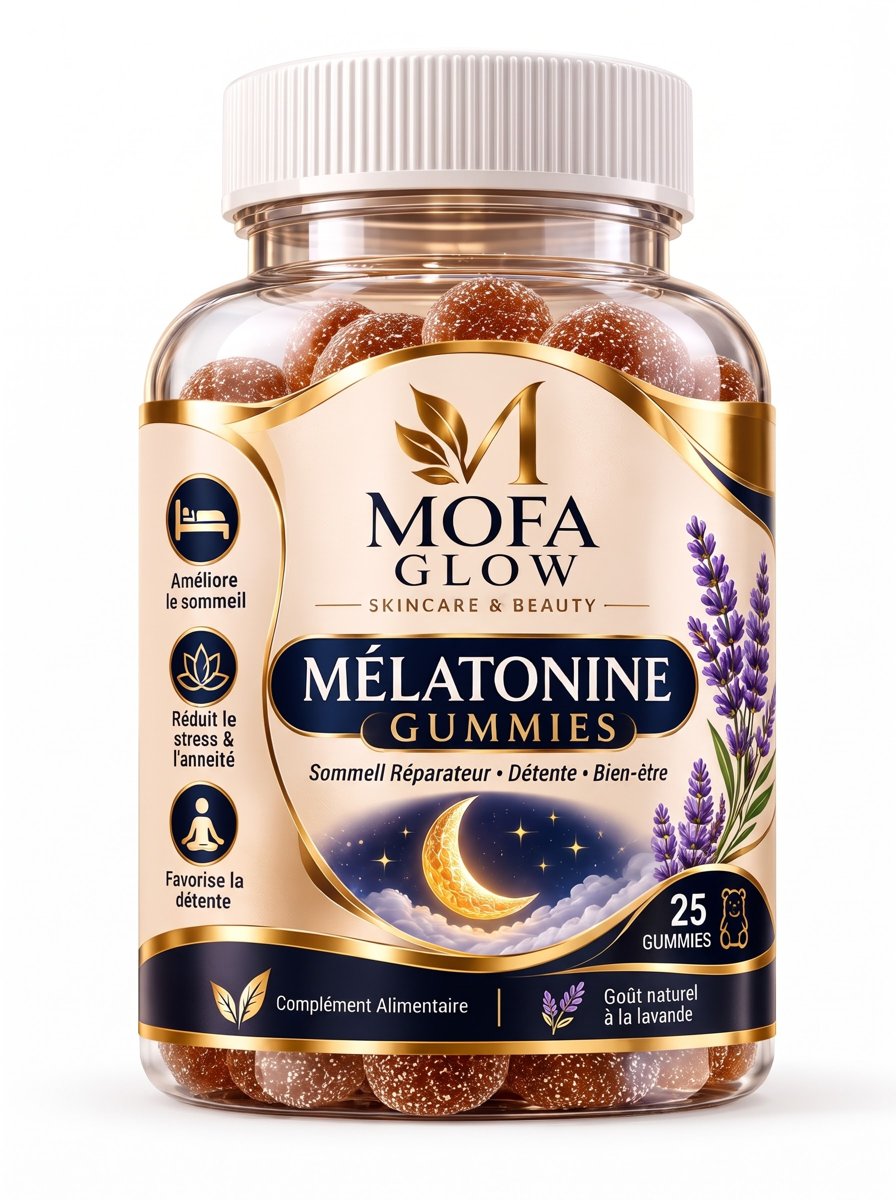 MOFA
GLOW
SKINCARE & BEAUTY
MÉLATONINE
GUMMIES
Sommell Réparateur • Détente • Bien-être
Améliore
le sommeil
Réduit le
stress &
l'anneité
Favorise la
détente
25
GUMMIES
Complément Alimentaire
Goût naturel
à la lavande